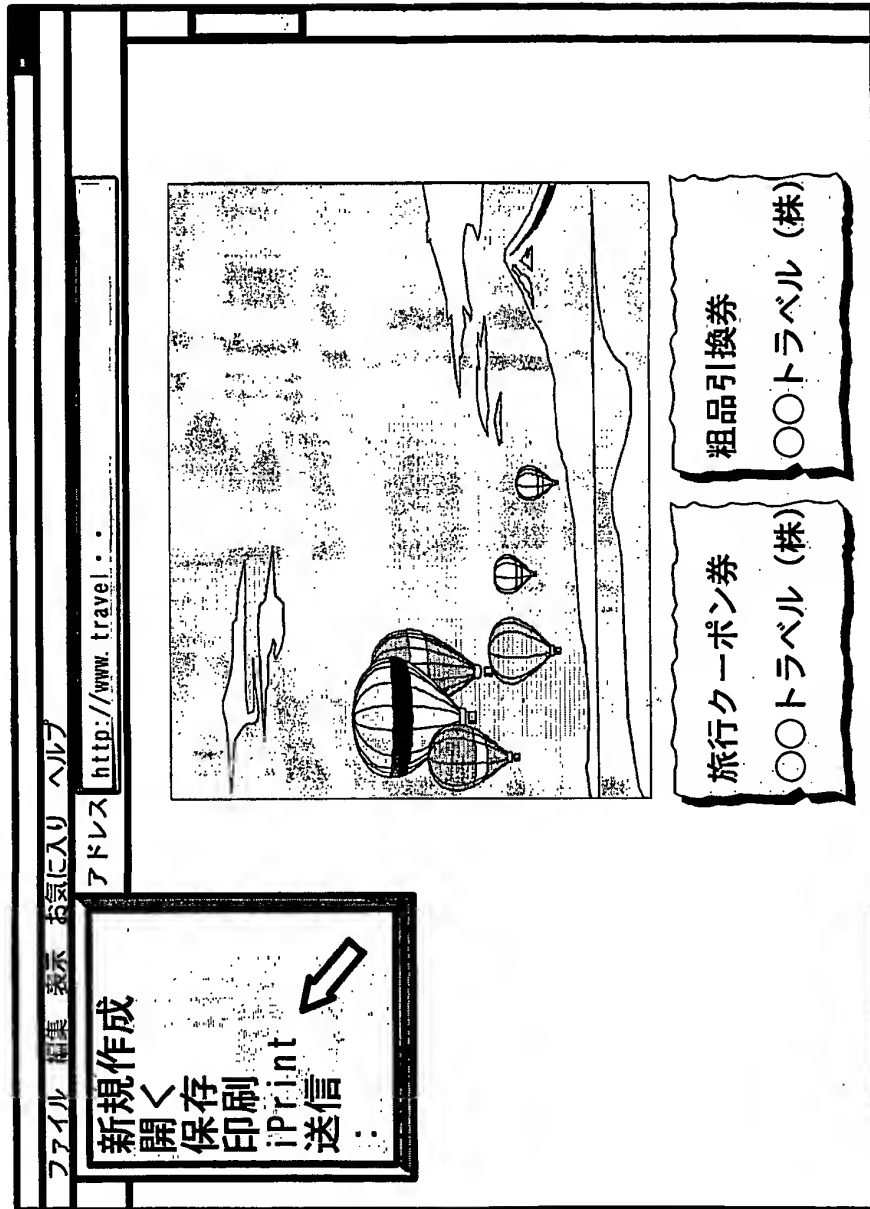 ファイル 編集 表示 お気に入り ヘルプ
アドレス http://www.travel・・
新規作成
開く
保存
印刷
iPrint
送信
:
旅行クーポン券
○○トラベル(株)
粗品引換券
○○トラベル(株)